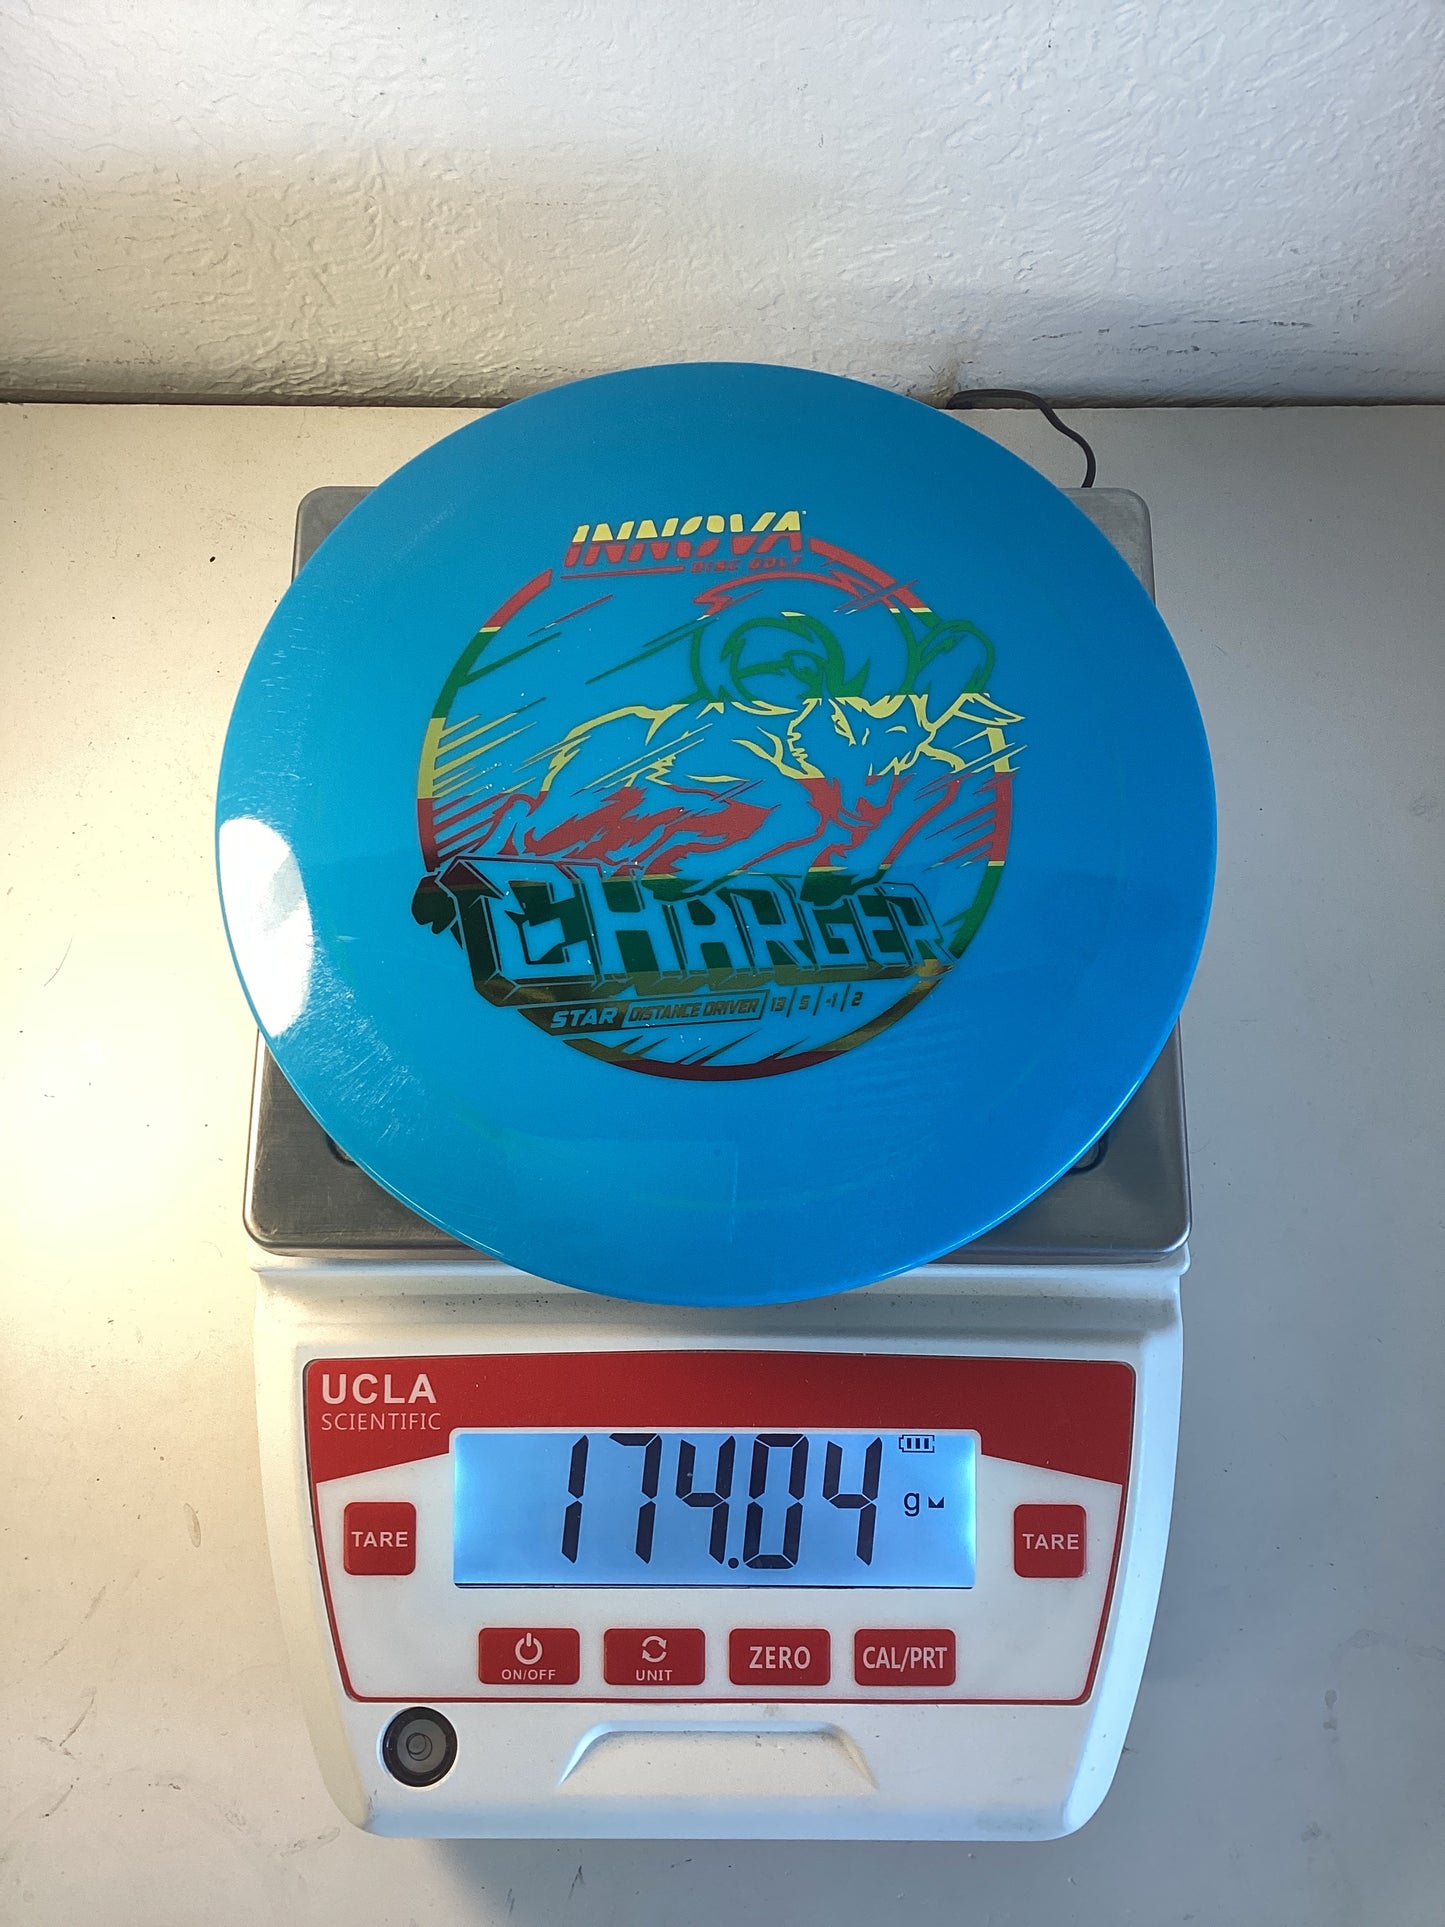 INNOVA
DISC GOLF
CHARGER
STAR DISTANCE DRIVER 13 | 5 | -1 | 2
UCLA
SCIENTIFIC
174.04 g
TARE TARE
ON/OFF UNIT ZERO CAL/PRT